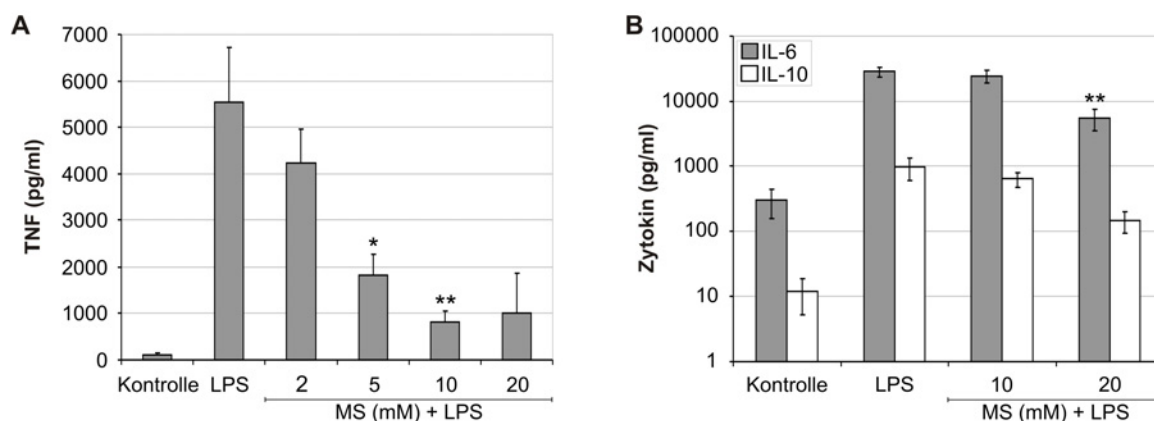 A
TNF (pg/ml)
7000
6000
5000
4000
3000
2000
1000
0
*
**
Kontrolle LPS 2 5 10 20
MS (mM) + LPS
B
Zytokin (pg/ml)
IL-6
IL-10
100000
10000
1000
100
10
1
**
Kontrolle LPS 10 20
MS (mM) + LPS